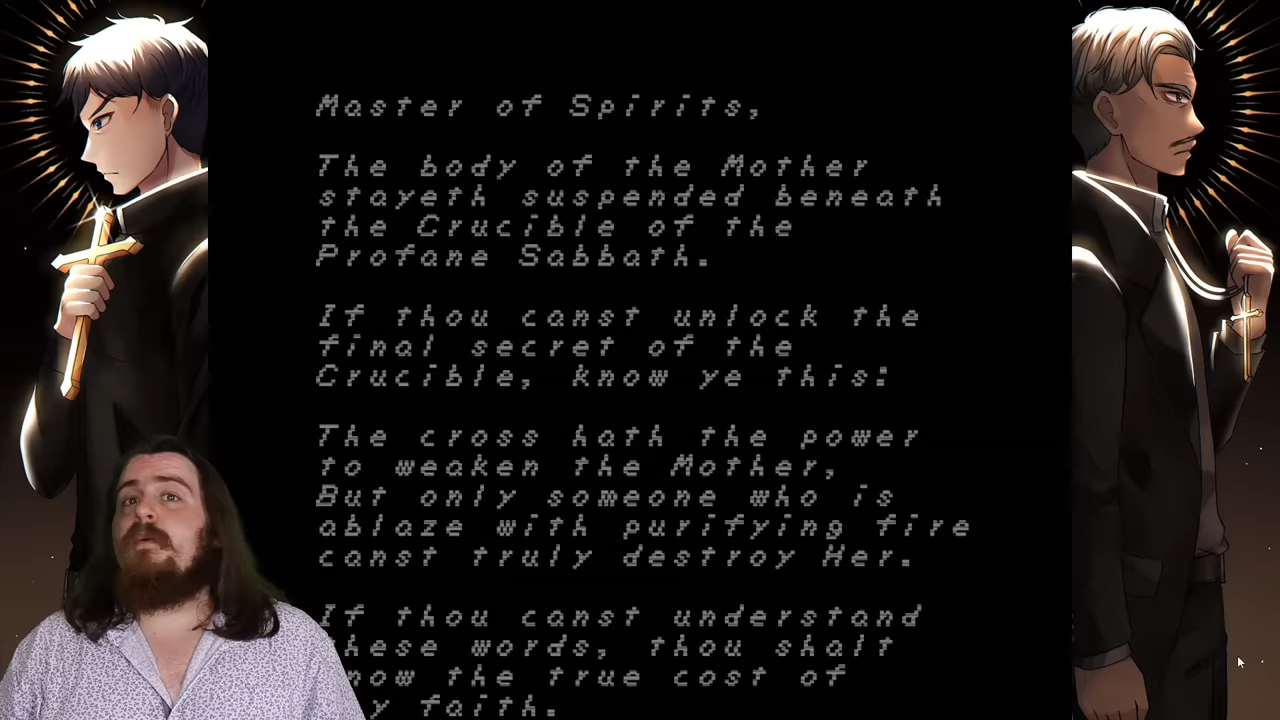 Master of Spirits,
The body of the Mother
stayeth suspended beneath
the Crucible of the
Profane Sabbath.
If thou canst unlock the
final secret of the
Crucible, know ye this:
The cross hath the power
to weaken the Mother,
But only someone who is
ablaze with purifying fire
canst truly destroy Her.
If thou canst understand
these words, thou shalt
know the true cost of
faith.